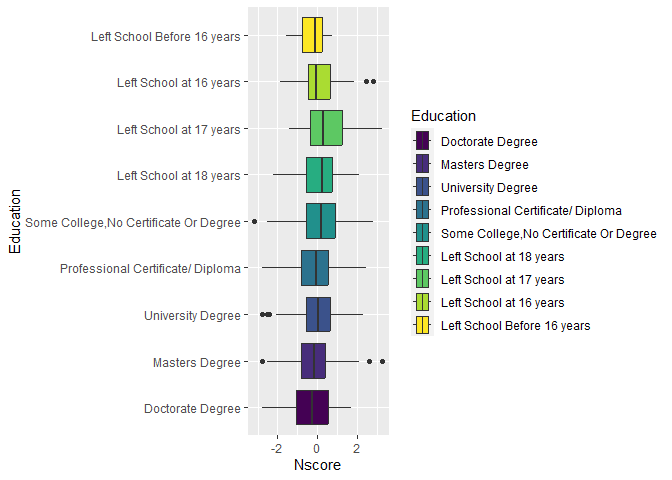 Left School Before 16 years
Left School at 16 years
Left School at 17 years
Left School at 18 years
Some College,No Certificate Or Degree
Professional Certificate/ Diploma
University Degree
Masters Degree
Doctorate Degree
Education
-2 0 2
Nscore
Education
Doctorate Degree
Masters Degree
University Degree
Professional Certificate/ Diploma
Some College,No Certificate Or Degree
Left School at 18 years
Left School at 17 years
Left School at 16 years
Left School Before 16 years